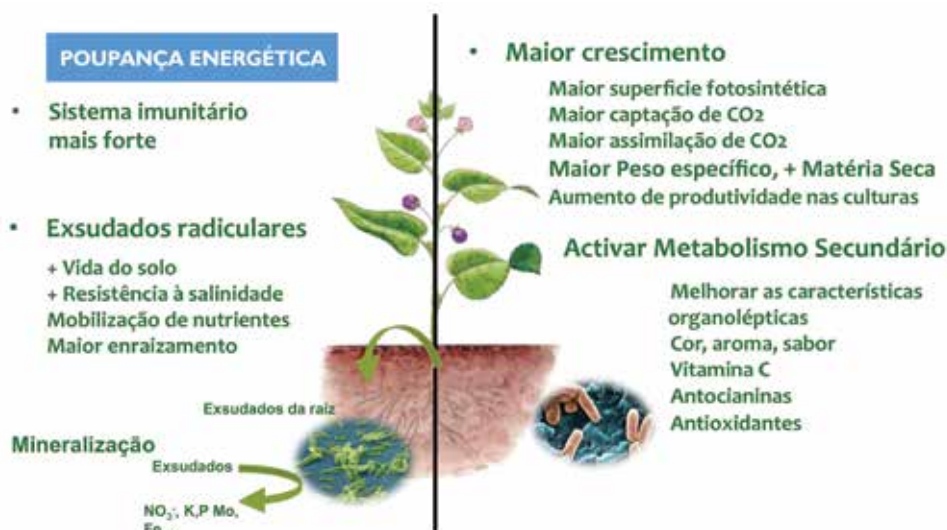 POUPANÇA ENERGÉTICA
• Sistema imunitário
mais forte
• Exsudados radiculares
+ Vida do solo
+ Resistência à salinidade
Mobilização de nutrientes
Maior enraizamento
Exsudados da raiz
Mineralização
Exsudados
NO₃⁻, K,P Mo,
Fe
• Maior crescimento
Maior superficie fotosintética
Maior captação de CO2
Maior assimilação de CO2
Maior Peso específico, + Matéria Seca
Aumento de produtividade nas culturas
Activar Metabolismo Secundário
Melhorar as características
organolépticas
Cor, aroma, sabor
Vitamina C
Antocianinas
Antioxidantes